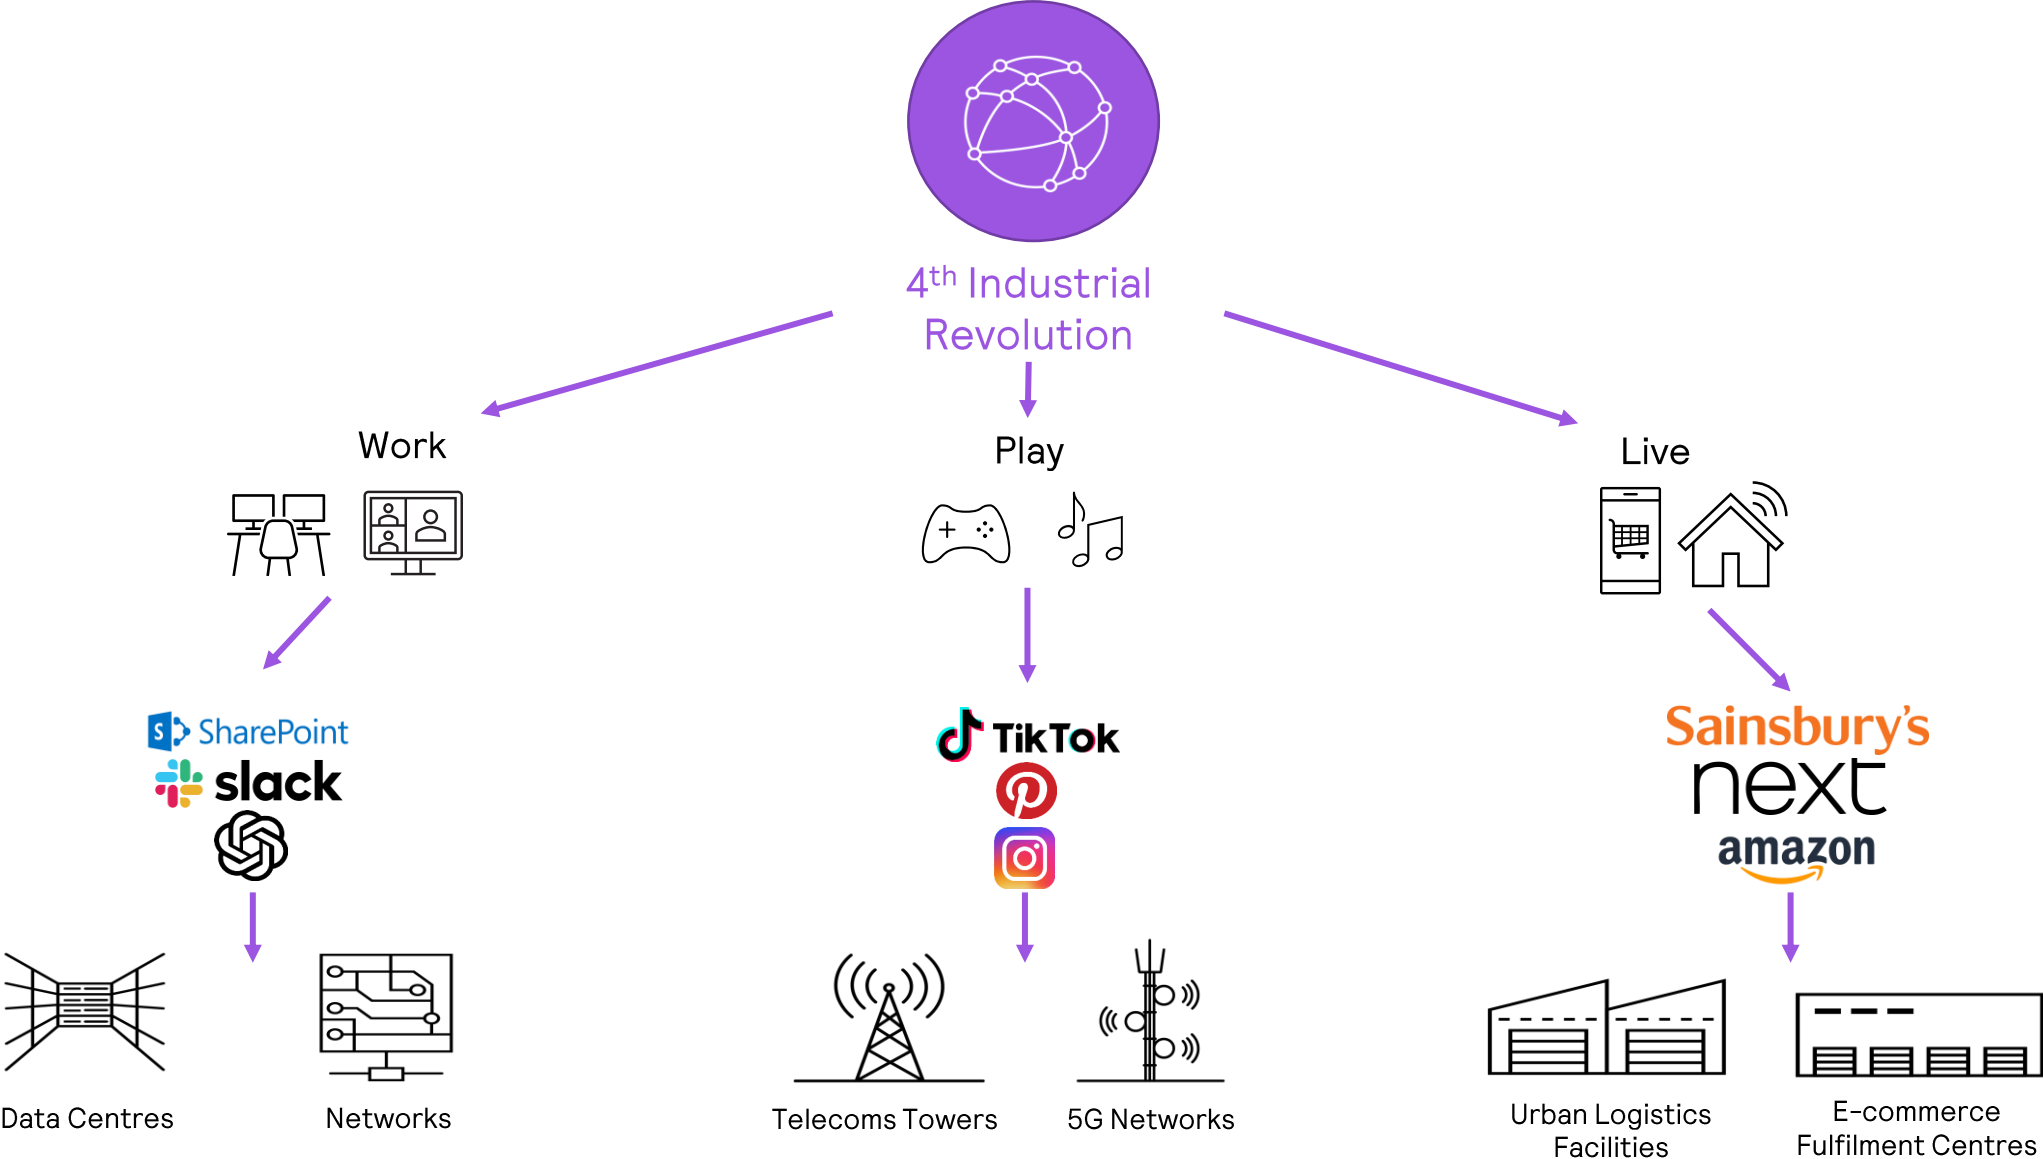 4th Industrial
Revolution
Work
Play
Live
S
SharePoint
slack
TikTok
Sainsbury's
next
amazon
Data Centres
Networks
Telecoms Towers
5G Networks
Urban Logistics
Facilities
E-commerce
Fulfilment Centres